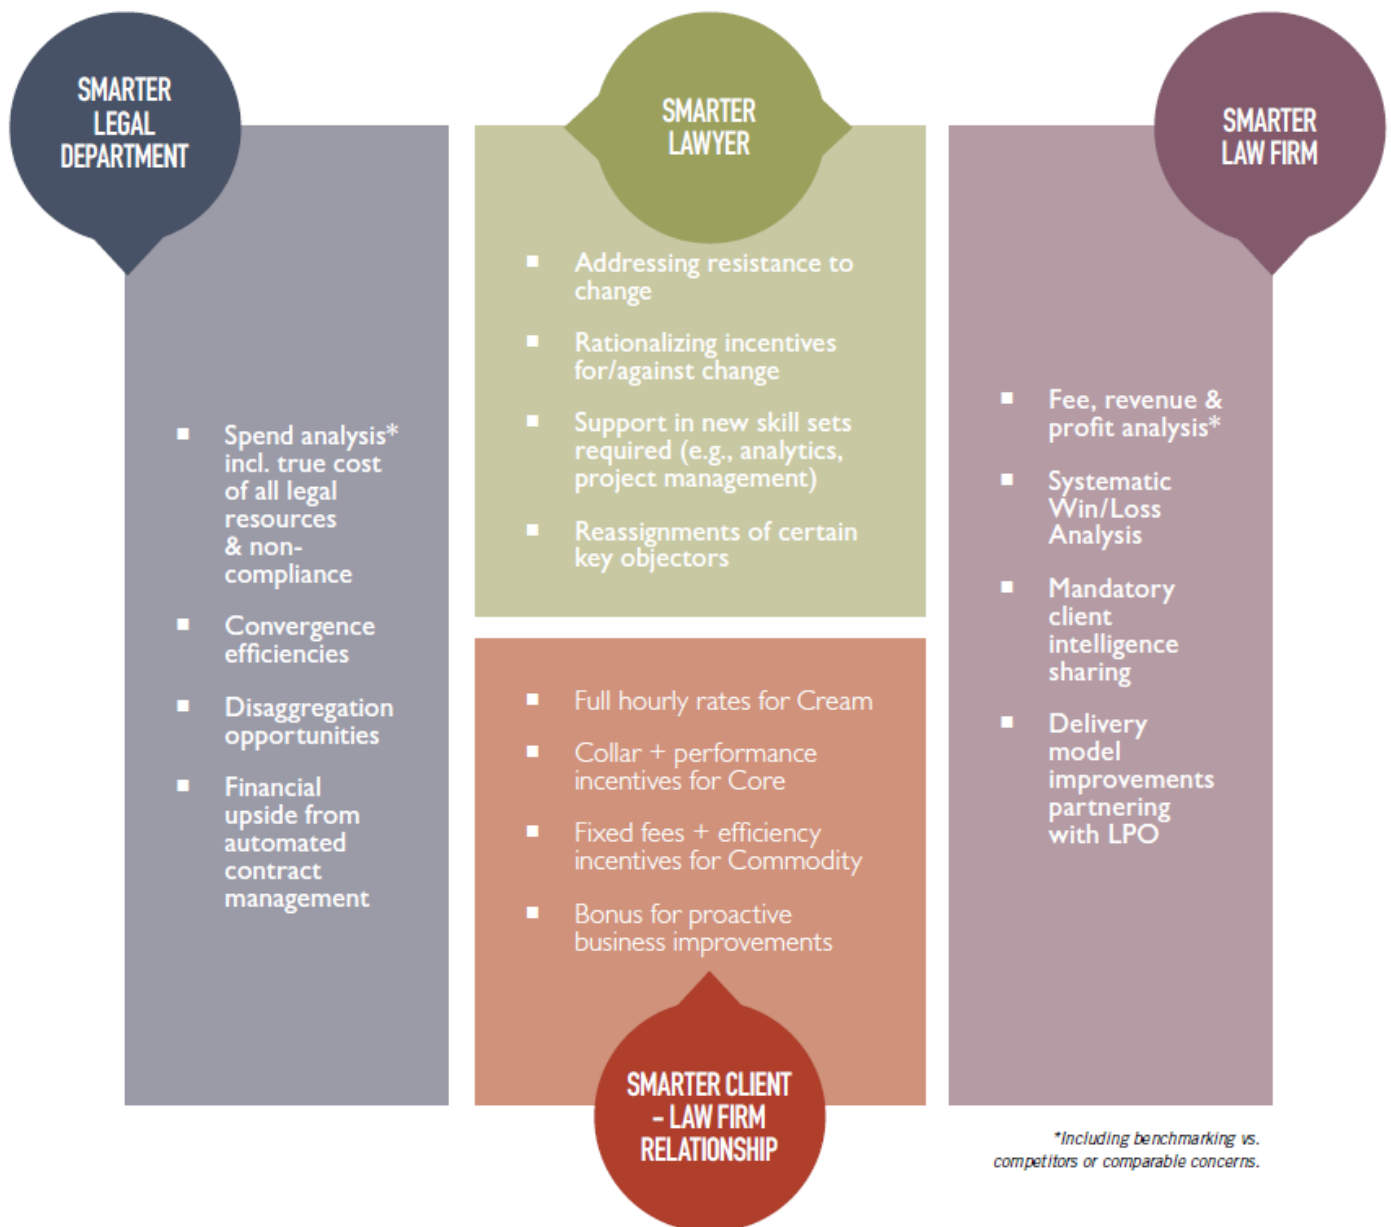 SMARTER
LEGAL
DEPARTMENT
■ Spend analysis*
incl. true cost
of all legal
resources
& non-
compliance
■ Convergence
efficiencies
■ Disaggregation
opportunities
■ Financial
upside from
automated
contract
management
SMARTER
LAWYER
■ Addressing resistance to
change
■ Rationalizing incentives
for/against change
■ Support in new skill sets
required (e.g., analytics,
project management)
■ Reassignments of certain
key objectors
■ Full hourly rates for Cream
■ Collar + performance
incentives for Core
■ Fixed fees + efficiency
incentives for Commodity
■ Bonus for proactive
business improvements
SMARTER CLIENT
– LAW FIRM
RELATIONSHIP
SMARTER
LAW FIRM
■ Fee, revenue &
profit analysis*
■ Systematic
Win/Loss
Analysis
■ Mandatory
client
intelligence
sharing
■ Delivery
model
improvements
partnering
with LPO
*Including benchmarking vs.
competitors or comparable concerns.